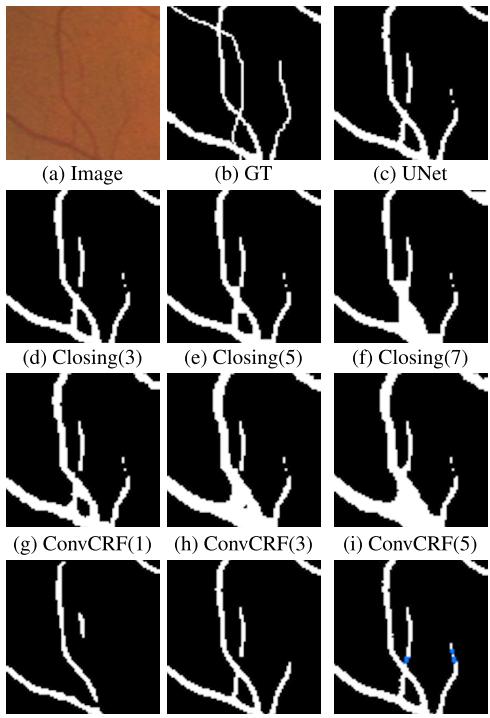 (a) Image (b) GT (c) UNet
(d) Closing(3) (e) Closing(5) (f) Closing(7)
(g) ConvCRF(1) (h) ConvCRF(3) (i) ConvCRF(5)